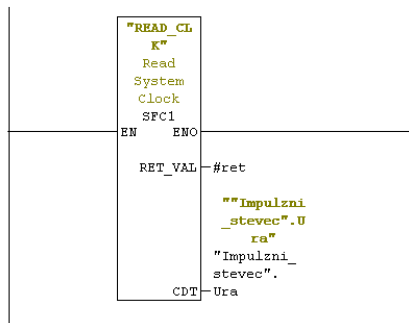 "READ_CL
K"
Read
System
Clock
SFC1
EN ENO
RET_VAL #ret
""Impulzni
_stevec".U
ra"
"Impulzni_
stevec".
CDT Ura